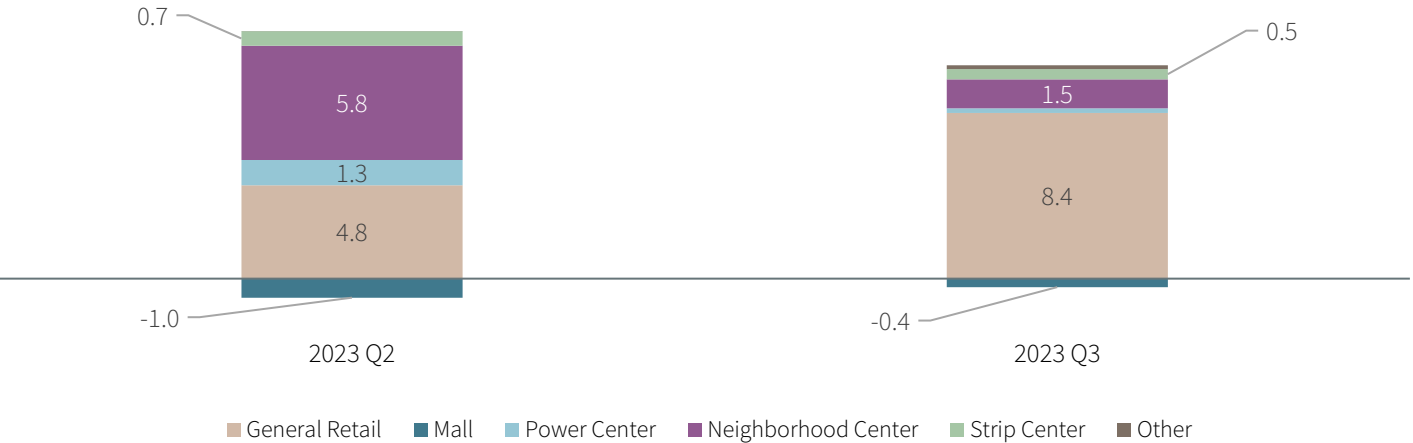 0.7
5.8
1.3
4.8
-1.0
2023 Q2
0.5
1.5
8.4
-0.4
2023 Q3
General Retail
Mall
Power Center
Neighborhood Center
Strip Center
Other